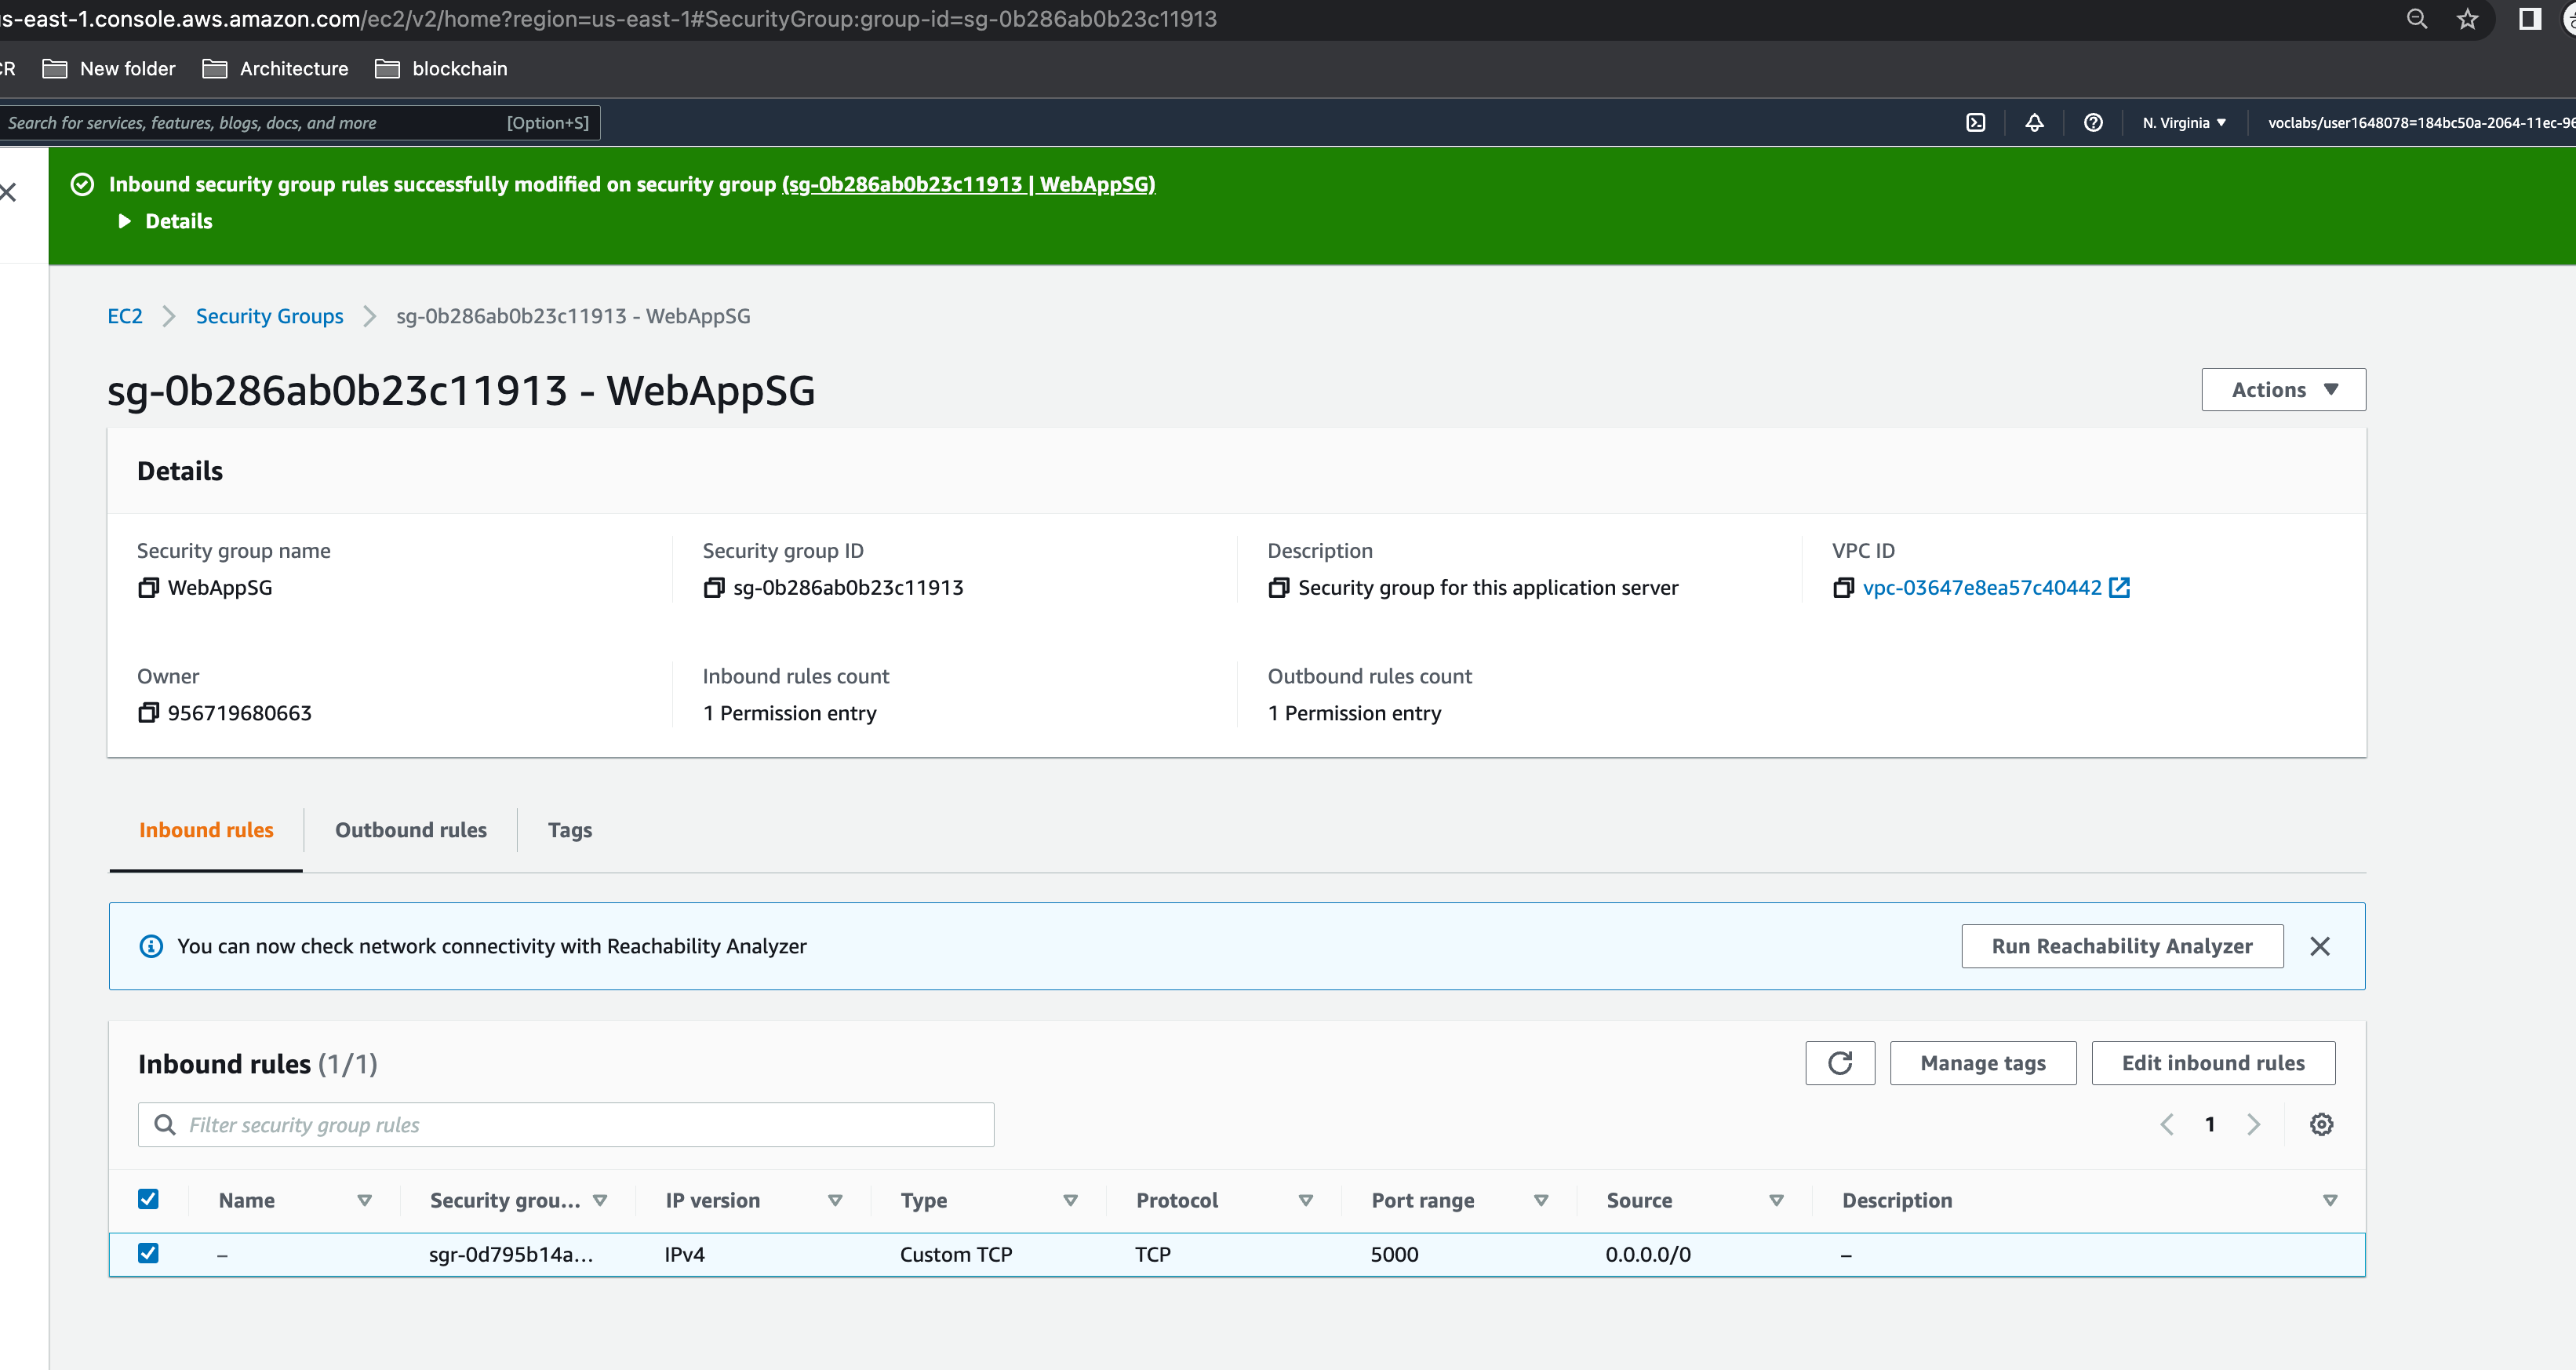 s-east-1.console.aws.amazon.com/ec2/v2/home?region=us-east-1#SecurityGroup:group-id=sg-0b286ab0b23c11913
CR New folder Architecture blockchain
Search for services, features, blogs, docs, and more [Option+S] N. Virginia voclabs/user1648078=184bc50a-2064-11ec-96
Inbound security group rules successfully modified on security group (sg-0b286ab0b23c11913 | WebAppSG)
Details
EC2 Security Groups sg-0b286ab0b23c11913 - WebAppSG
sg-0b286ab0b23c11913 - WebAppSG Actions
Details
Security group name Security group ID Description VPC ID
WebAppSG sg-0b286ab0b23c11913 Security group for this application server vpc-03647e8ea57c40442
Owner Inbound rules count Outbound rules count
956719680663 1 Permission entry 1 Permission entry
Inbound rules Outbound rules Tags
You can now check network connectivity with Reachability Analyzer Run Reachability Analyzer
Inbound rules (1/1) Manage tags Edit inbound rules
Filter security group rules 1
Name Security grou... IP version Type Protocol Port range Source Description
– sgr-0d795b14a... IPv4 Custom TCP TCP 5000 0.0.0.0/0 –